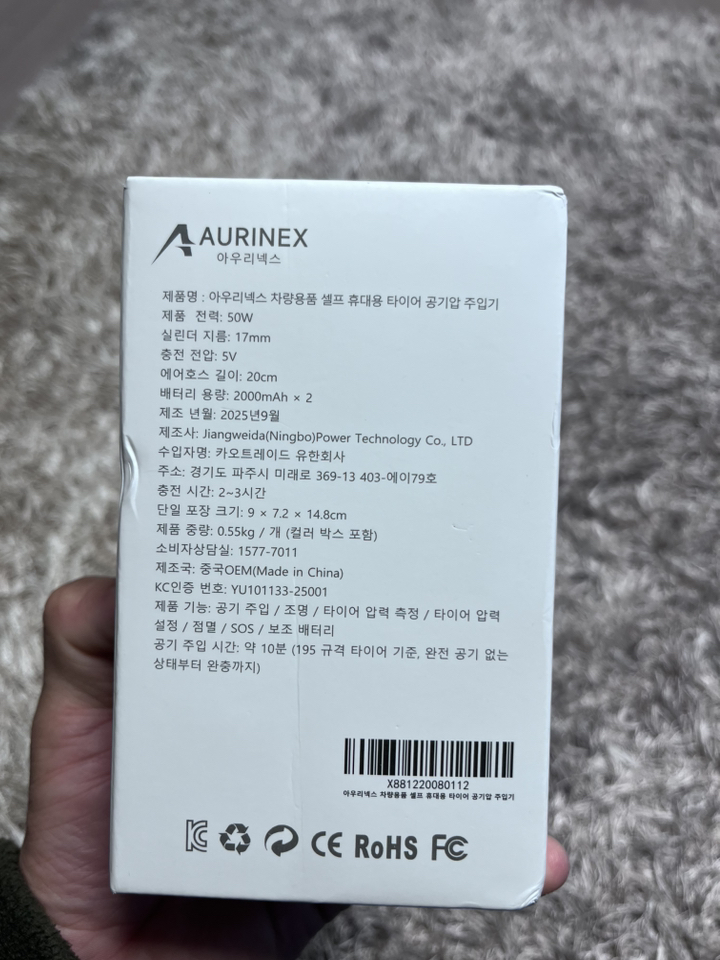 AURINEX
아우리넥스
제품명 : 아우리넥스 차량용품 셀프 휴대용 타이어 공기압 주입기
제품 전력: 50W
실린더 지름: 17mm
충전 전압: 5V
에어호스 길이: 20cm
배터리 용량: 2000mAh × 2
제조 년월: 2025년9월
제조사: Jiangweida(Ningbo)Power Technology Co., LTD
수입자명: 카오트레이드 유한회사
주소: 경기도 파주시 미래로 369-13 403-에이79호
충전 시간: 2~3시간
단일 포장 크기: 9 × 7.2 × 14.8cm
제품 중량: 0.55kg / 개 (컬러 박스 포함)
소비자상담실: 1577-7011
제조국: 중국OEM(Made in China)
KC인증 번호: YU101133-25001
제품 기능: 공기 주입 / 조명 / 타이어 압력 측정 / 타이어 압력
설정 / 점멸 / SOS / 보조 배터리
공기 주입 시간: 약 10분 (195 규격 타이어 기준, 완전 공기 없는
상태부터 완충까지)
X881220080112
아우리넥스 차량용품 셀프 휴대용 타이어 공기압 주입기
KC CE RoHS FC